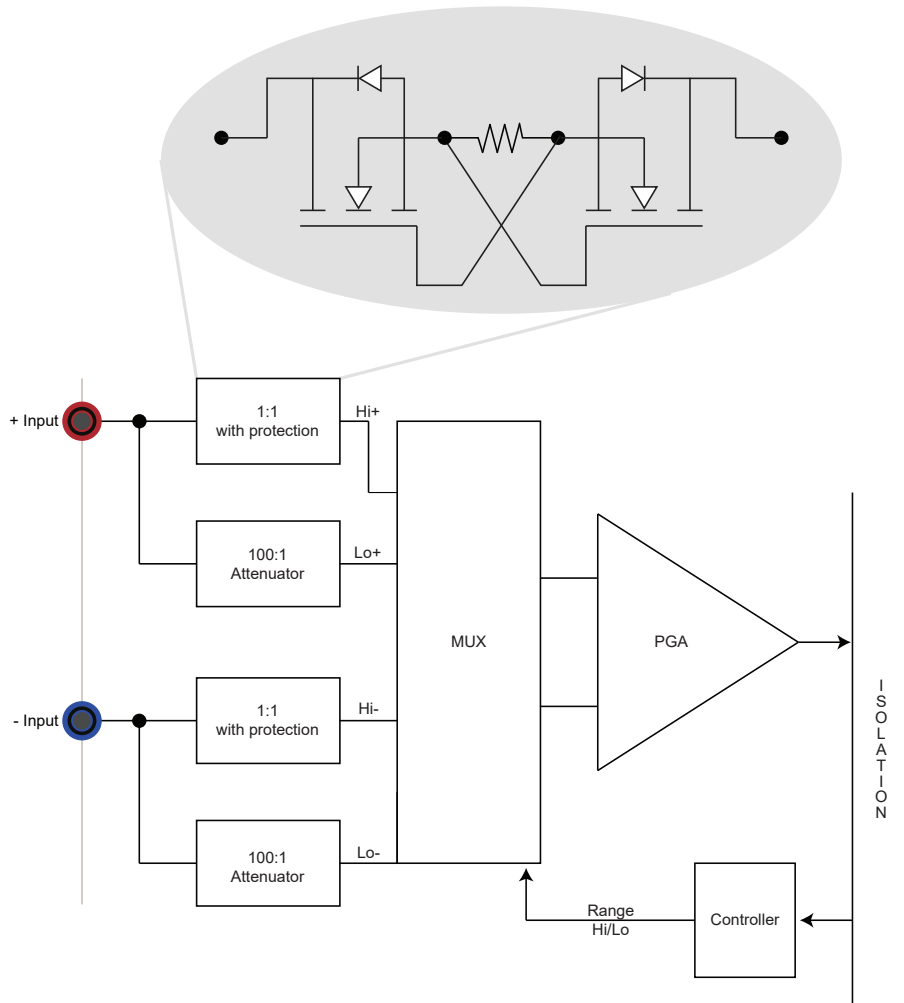 + Input
1:1
with protection
Hi+
100:1
Attenuator
Lo+
- Input
1:1
with protection
Hi-
100:1
Attenuator
Lo-
MUX
PGA
ISOLATION
Range
Hi/Lo
Controller